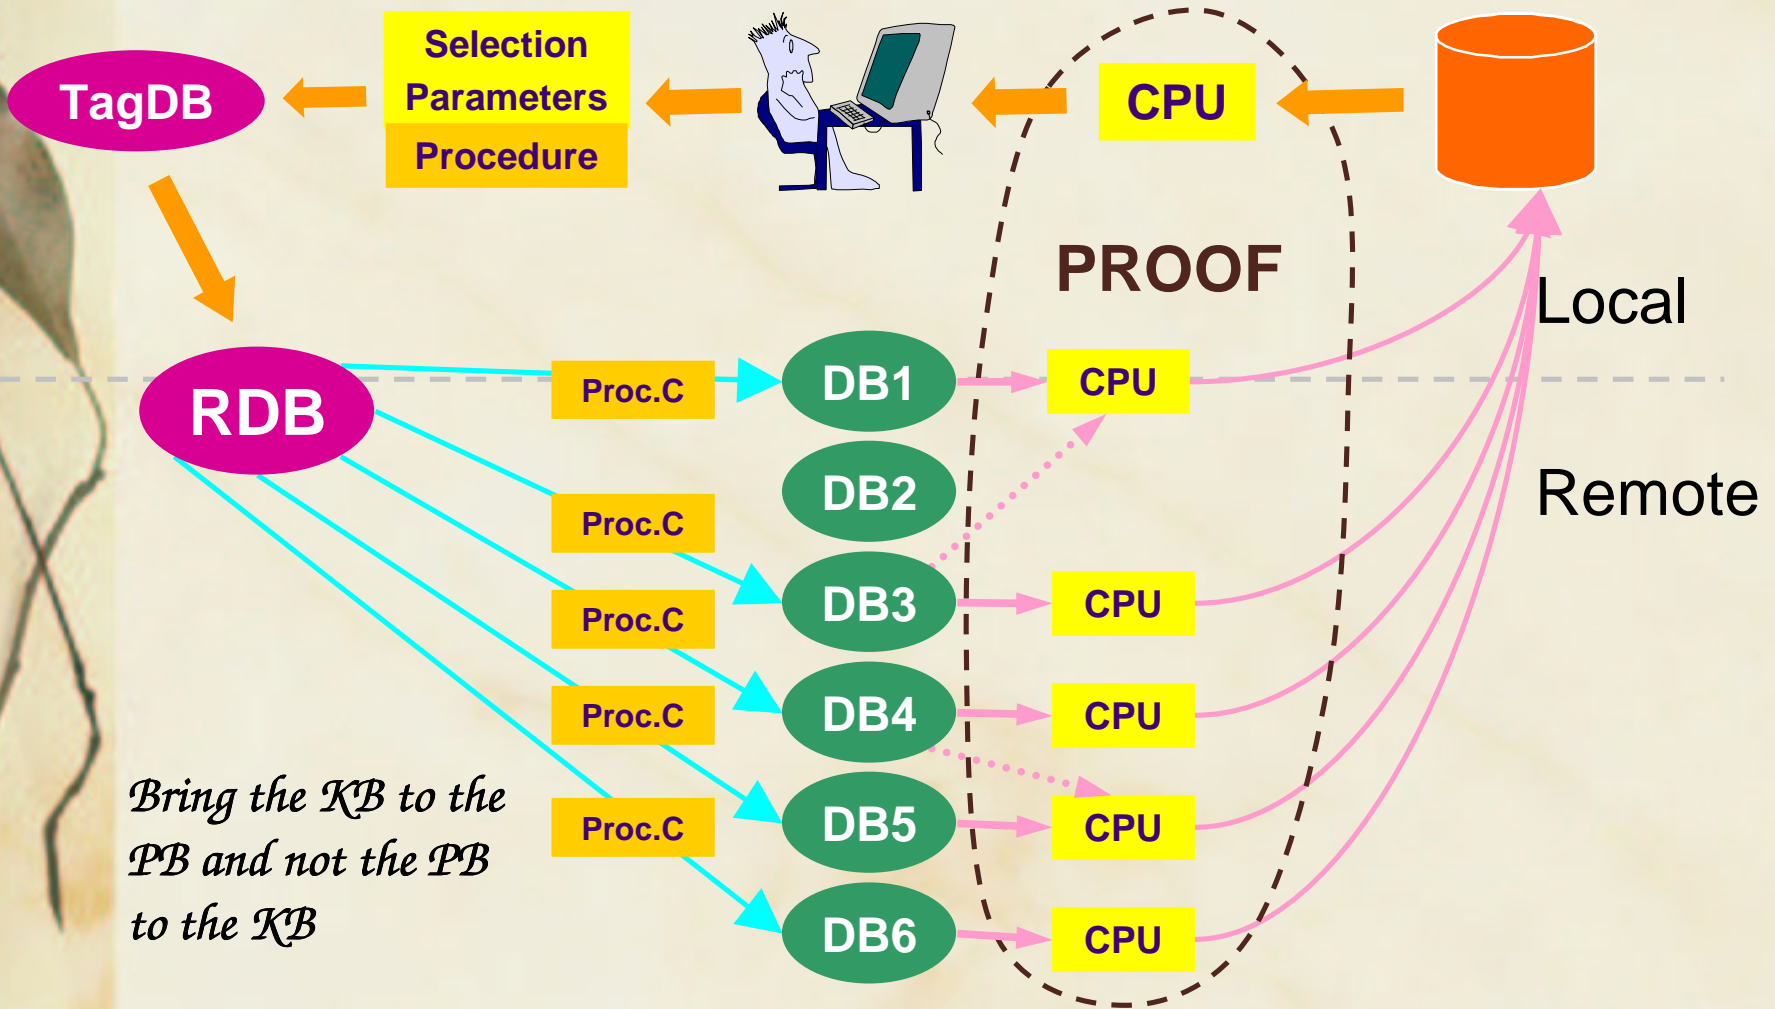 Selection
Parameters
Procedure
TagDB
CPU
PROOF
Local
RDB
Proc.C
DB1
CPU
Remote
DB2
Proc.C
DB3
CPU
Proc.C
DB4
CPU
Proc.C
DB5
CPU
Proc.C
DB6
CPU
Bring the KB to the
PB and not the PB
to the KB